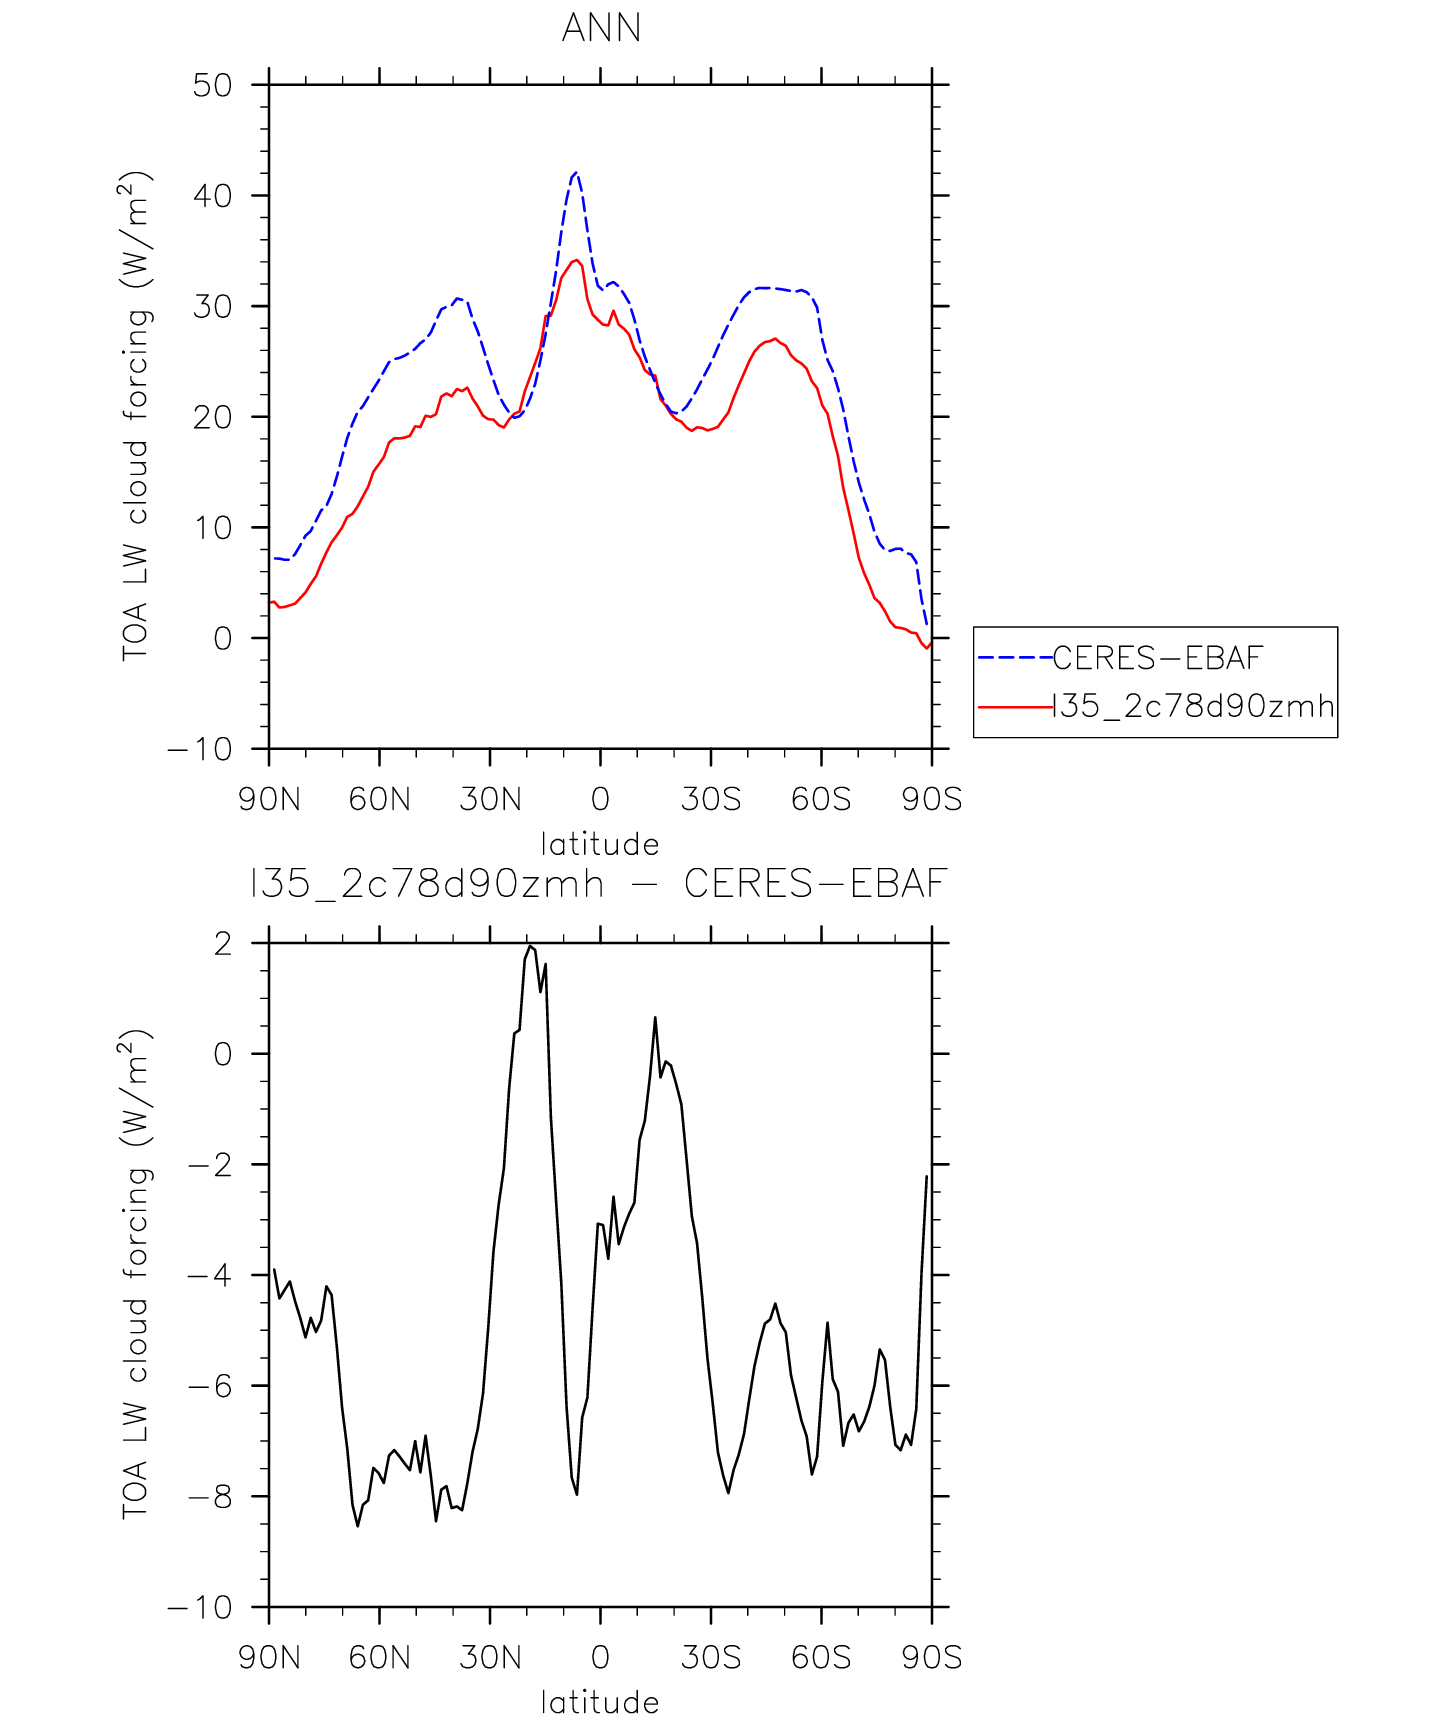 ANN
50
40
30
20
10
0
−10
TOA LW cloud forcing (W/m²)
90N 60N 30N 0 30S 60S 90S
latitude
CERES−EBAF
I35_2c78d90zmh
I35_2c78d90zmh − CERES−EBAF
2
0
−2
−4
−6
−8
−10
TOA LW cloud forcing (W/m²)
90N 60N 30N 0 30S 60S 90S
latitude